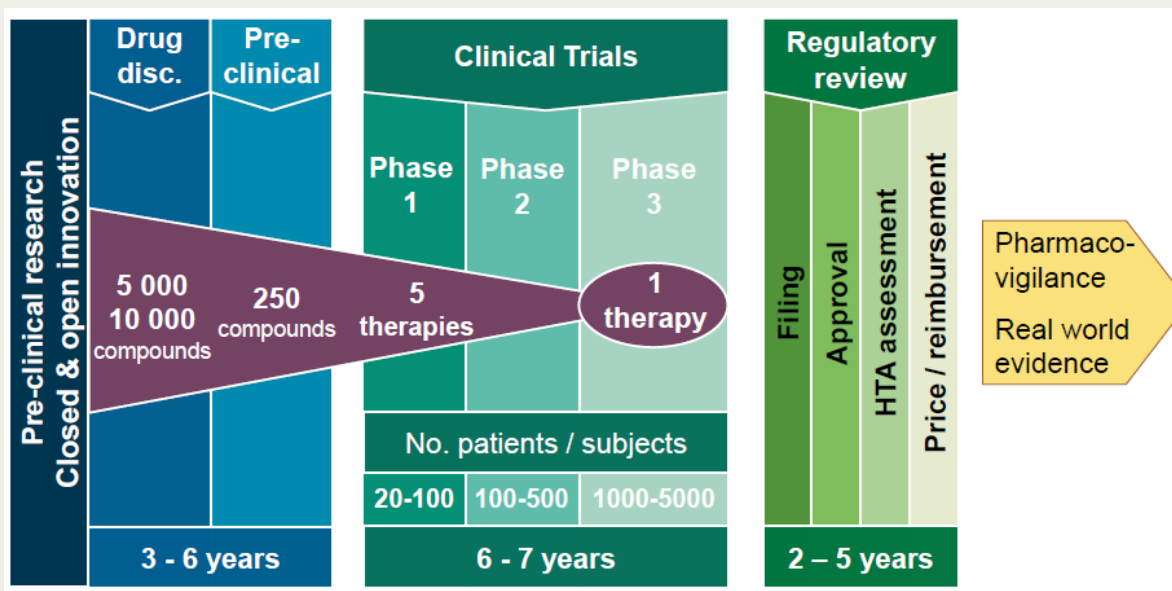 Pre-clinical research
Closed & open innovation
Drug
disc.
Pre-
clinical
5 000
10 000
compounds
250
compounds
3 - 6 years
Clinical Trials
Phase
1
Phase
2
Phase
3
5
therapies
1
therapy
No. patients / subjects
20-100
100-500
1000-5000
6 - 7 years
Regulatory
review
Filing
Approval
HTA assessment
Price / reimbursement
2 – 5 years
Pharmaco-
vigilance
Real world
evidence